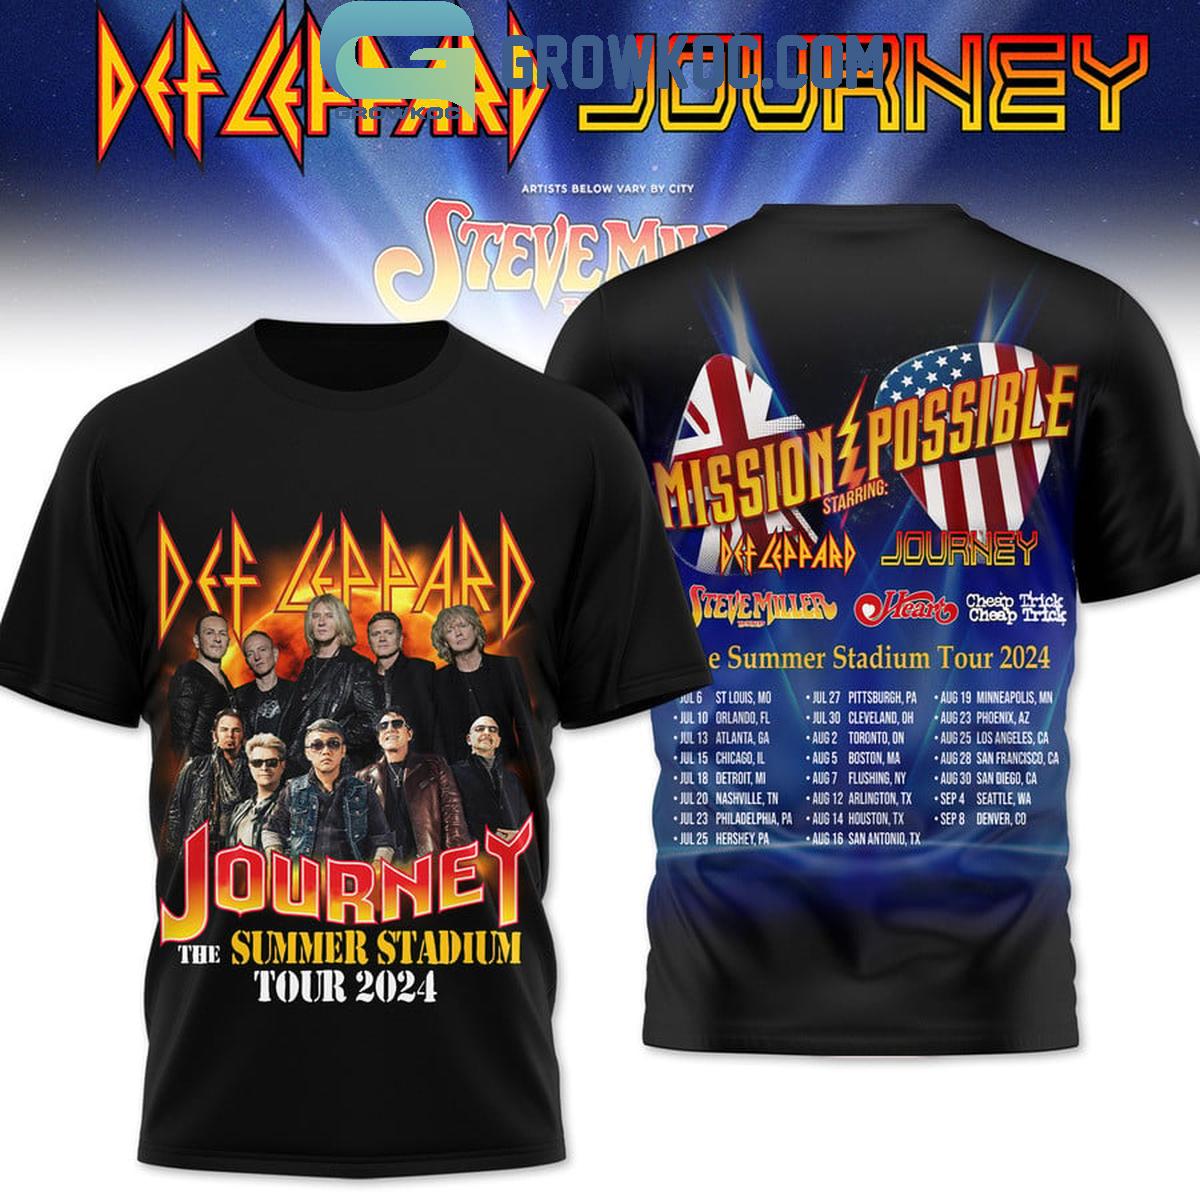 DEF LEPPARD JOURNEY
GROWKOC.COM
GROWKOC
ARTISTS BELOW VARY BY CITY
STEVE MILLER
DEF LEPPARD
JOURNEY
THE SUMMER STADIUM
TOUR 2024
MISSION POSSIBLE
STARRING:
DEF LEPPARD JOURNEY
STEVE MILLER Heart Cheap Trick
BAND Cheap Trick
e Summer Stadium Tour 2024
JUL 6 ST LOUIS, MO • JUL 27 PITTSBURGH, PA • AUG 19 MINNEAPOLIS, MN
• JUL 10 ORLANDO, FL • JUL 30 CLEVELAND, OH • AUG 23 PHOENIX, AZ
• JUL 13 ATLANTA, GA • AUG 2 TORONTO, ON • AUG 25 LOS ANGELES, CA
• JUL 15 CHICAGO, IL • AUG 5 BOSTON, MA • AUG 28 SAN FRANCISCO, CA
• JUL 18 DETROIT, MI • AUG 7 FLUSHING, NY • AUG 30 SAN DIEGO, CA
• JUL 20 NASHVILLE, TN • AUG 12 ARLINGTON, TX • SEP 4 SEATTLE, WA
• JUL 23 PHILADELPHIA, PA • AUG 14 HOUSTON, TX • SEP 8 DENVER, CO
• JUL 25 HERSHEY, PA • AUG 16 SAN ANTONIO, TX